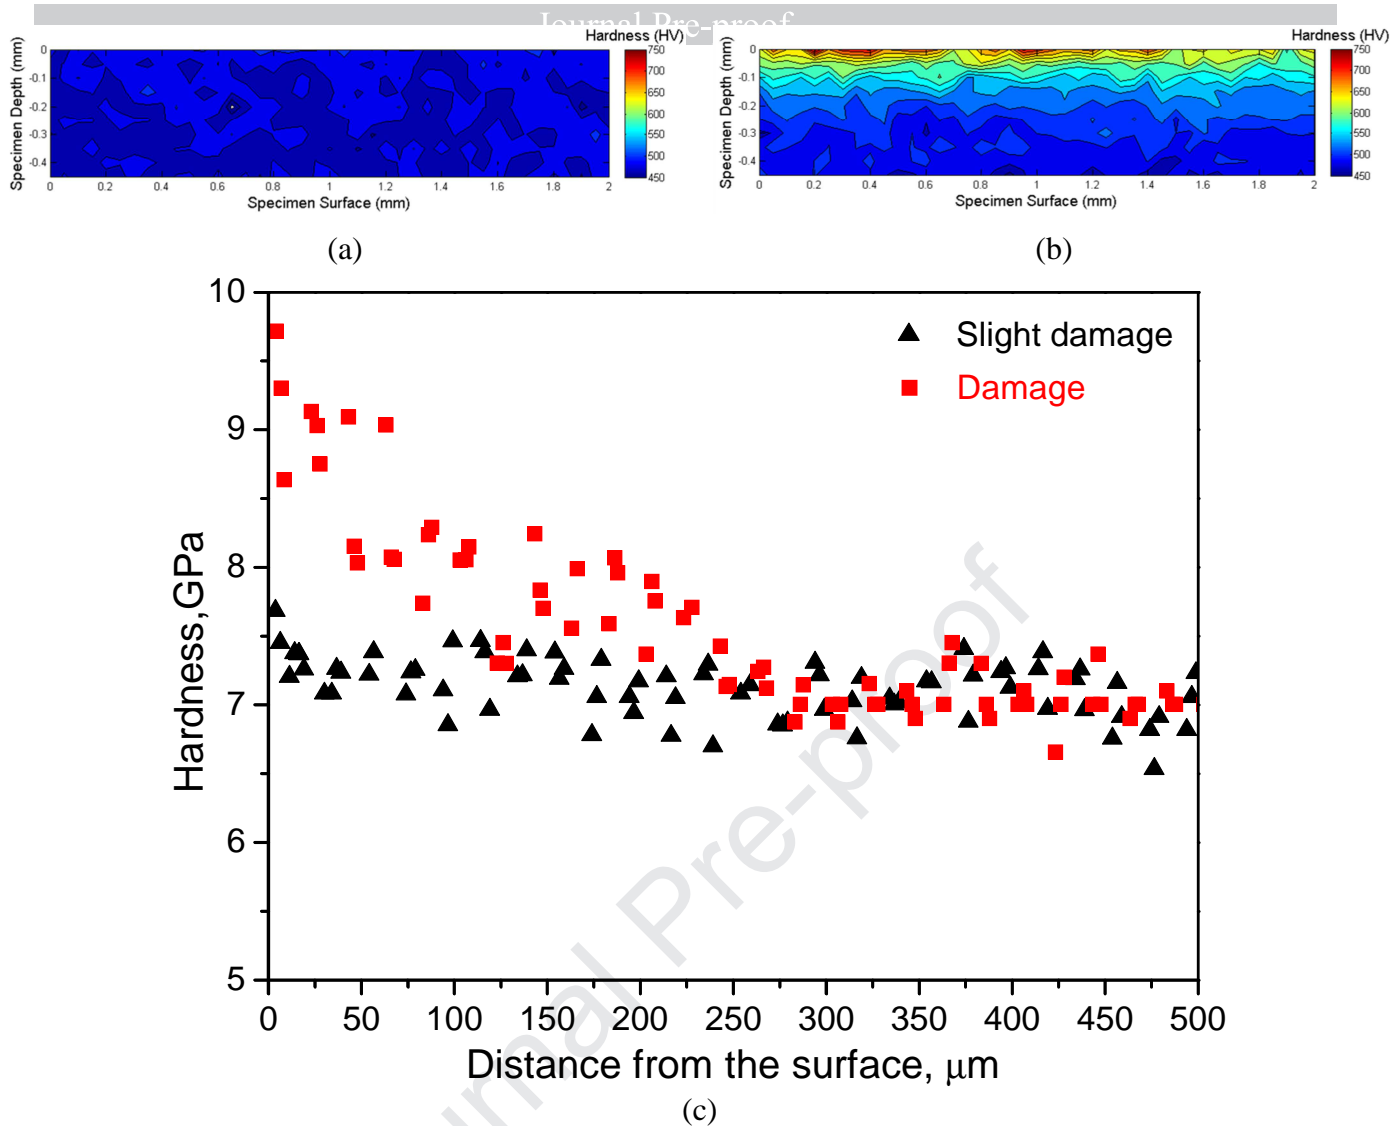 Journal Pre-proof
Hardness (HV)
Specimen Depth (mm)
0
-0.1
-0.2
-0.3
-0.4
0 0.2 0.4 0.6 0.8 1 1.2 1.4 1.6 1.8 2
Specimen Surface (mm)
750
700
650
600
550
500
450
(a)
Hardness (HV)
Specimen Depth (mm)
0
-0.1
-0.2
-0.3
-0.4
0 0.2 0.4 0.6 0.8 1 1.2 1.4 1.6 1.8 2
Specimen Surface (mm)
750
700
650
600
550
500
450
(b)
Hardness,GPa
10
9
8
7
6
5
Slight damage
Damage
0 50 100 150 200 250 300 350 400 450 500
Distance from the surface, μm
(c)
rnal Pre-proof